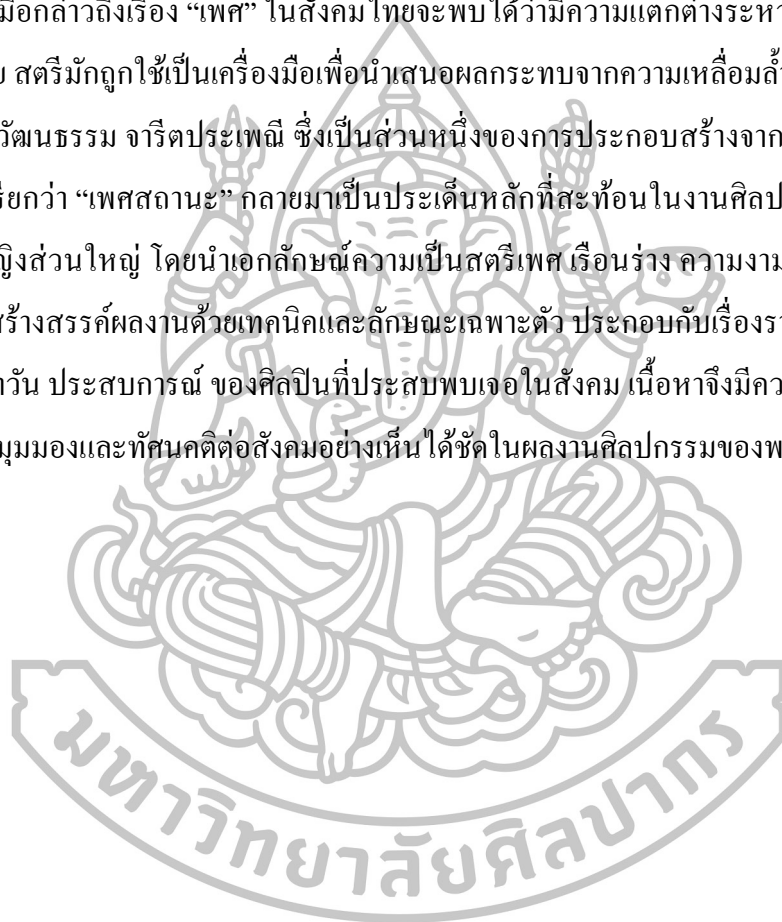 มื่อกล่าวถึงเรื่อง “เพศ” ในสังคมไทยจะพบได้ว่ามีความแตกต่างระหว
สตรีมักถูกใช้เป็นเครื่องมือเพื่อนำเสนอผลกระทบจากความเหลื่อมล้ำ
วัฒนธรรม จารีตประเพณี ซึ่งเป็นส่วนหนึ่งของการประกอบสร้างจาก
รียกว่า “เพศสถานะ” กลายมาเป็นประเด็นหลักที่สะท้อนในงานศิลป
ญิงส่วนใหญ่ โดยนำเอกลักษณ์ความเป็นสตรีเพศ เรือนร่าง ความงาม
สร้างสรรค์ผลงานด้วยเทคนิคและลักษณะเฉพาะตัว ประกอบกับเรื่องรา
าวัน ประสบการณ์ ของศิลปินที่ประสบพบเจอในสังคม เนื้อหาจึงมีคว
มุมมองและทัศนคติต่อสังคมอย่างเห็นได้ชัดในผลงานศิลปกรรมของพ
มหาวิทยาลัยศิลปากร